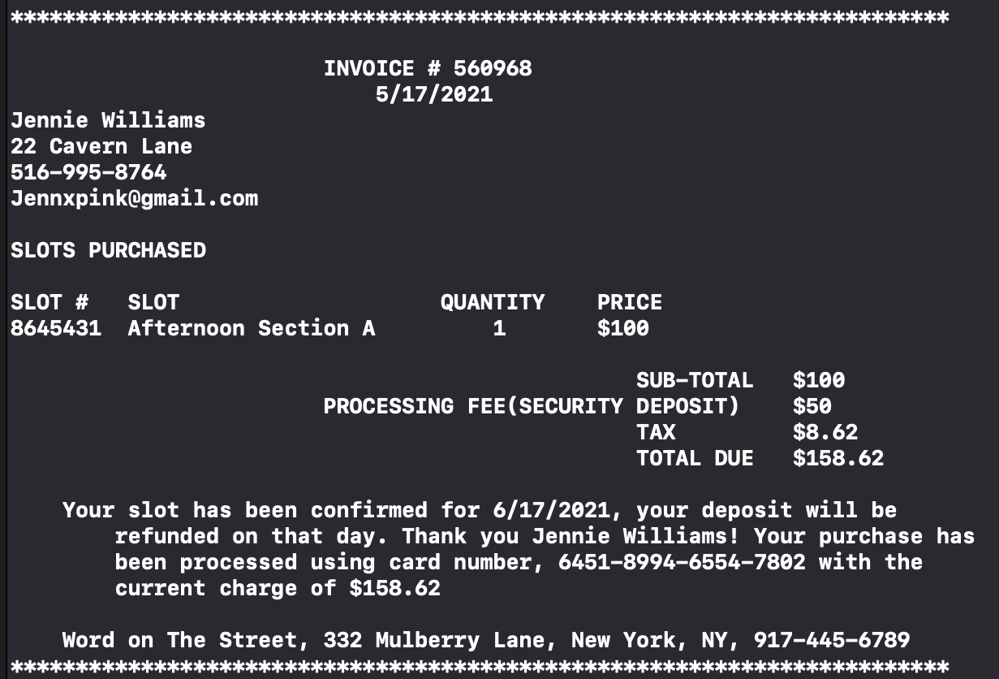 ************************************************************************
INVOICE # 560968
5/17/2021
Jennie Williams
22 Cavern Lane
516-995-8764
Jennxpink@gmail.com
SLOTS PURCHASED
SLOT # SLOT QUANTITY PRICE
8645431 Afternoon Section A 1 $100
SUB-TOTAL $100
PROCESSING FEE(SECURITY DEPOSIT) $50
TAX $8.62
TOTAL DUE $158.62
Your slot has been confirmed for 6/17/2021, your deposit will be
refunded on that day. Thank you Jennie Williams! Your purchase has
been processed using card number, 6451-8994-6554-7802 with the
current charge of $158.62
Word on The Street, 332 Mulberry Lane, New York, NY, 917-445-6789
************************************************************************